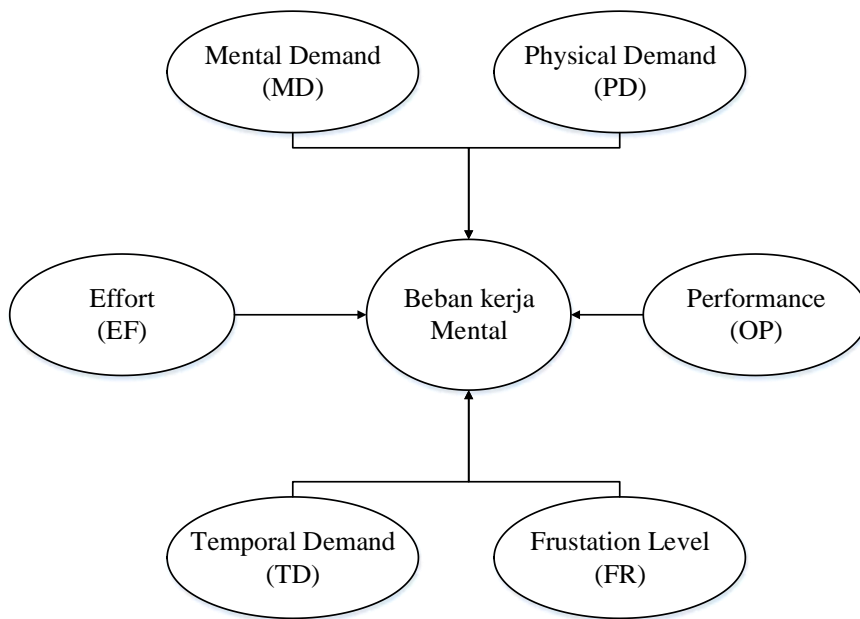 Mental Demand
(MD)
Physical Demand
(PD)
Effort
(EF)
Beban kerja
Mental
Performance
(OP)
Temporal Demand
(TD)
Frustation Level
(FR)